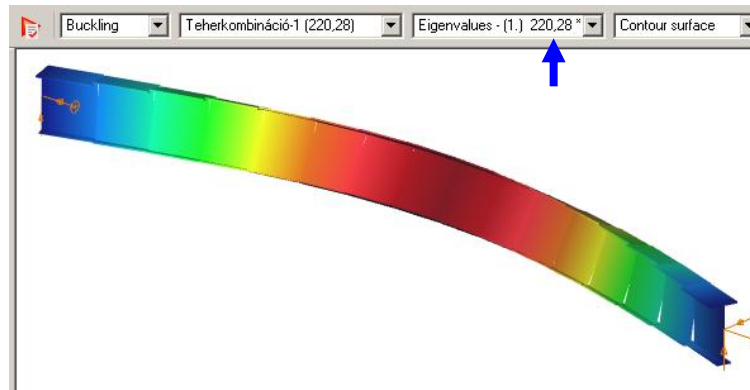 Buckling Teherkombináció-1 (220,28) Eigenvalues - (1.) 220,28 * Contour surface